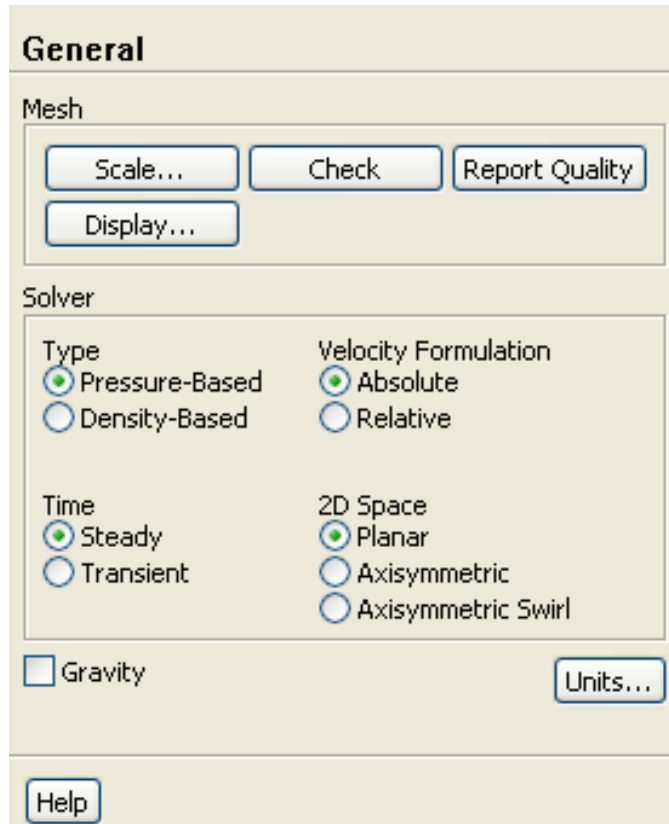 General
Mesh
Scale... Check Report Quality
Display...
Solver
Type
Pressure-Based
Density-Based
Velocity Formulation
Absolute
Relative
Time
Steady
Transient
2D Space
Planar
Axisymmetric
Axisymmetric Swirl
Gravity
Units...
Help